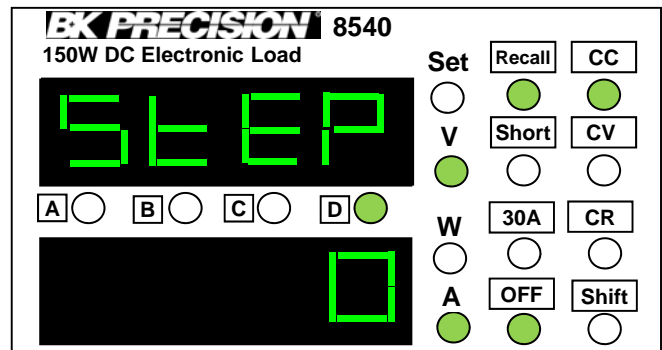 BK PRECISION® 8540
150W DC Electronic Load
StEP
A B C D
0
Set Recall CC
V Short CV
W 30A CR
A OFF Shift